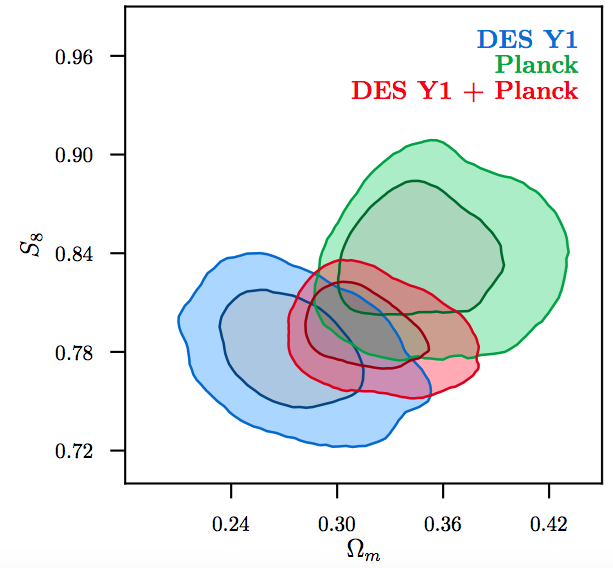 DES Y1
Planck
DES Y1 + Planck
0.96
0.90
0.84
0.78
0.72
S₈
0.24 0.30 0.36 0.42
Ωₘ